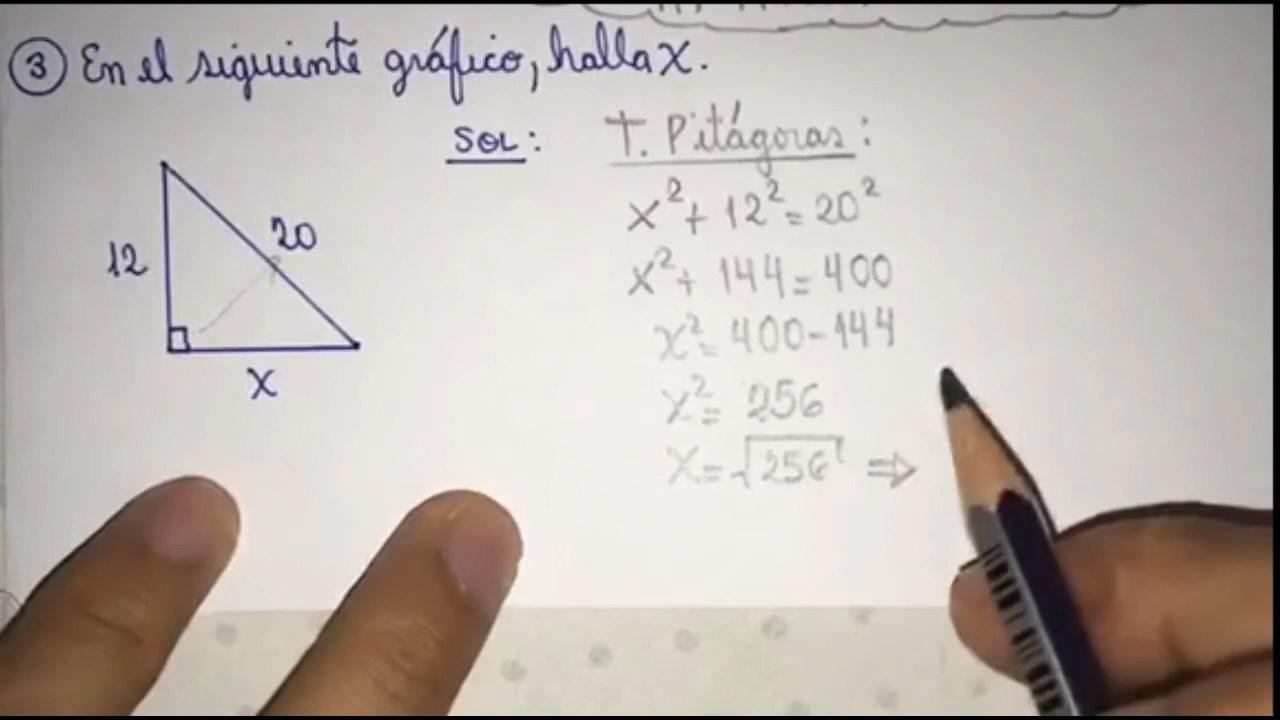 ③ En el siguiente gráfico, halla x.
SOL:
T. Pitágoras:
12
20
x
x² + 12² = 20²
x² + 144 = 400
x² = 400 - 144
x² = 256
x = √256 ⇒